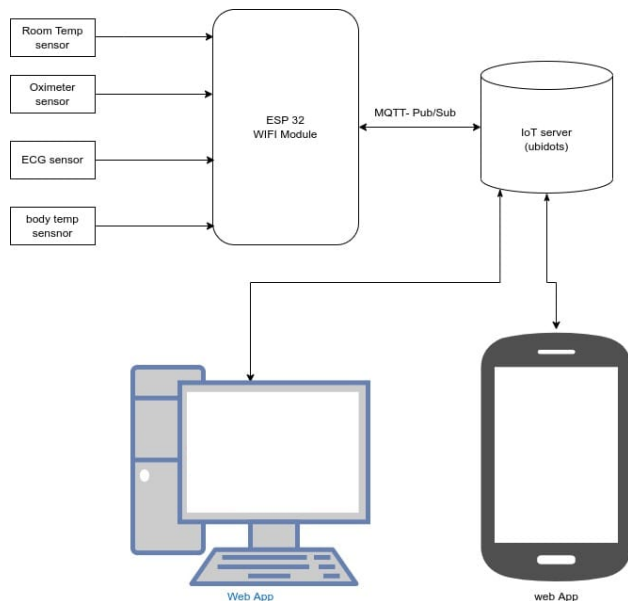 Room Temp
sensor
Oximeter
sensor
ECG sensor
body temp
sensnor
ESP 32
WIFI Module
MQTT- Pub/Sub
IoT server
(ubidots)
Web App
web App